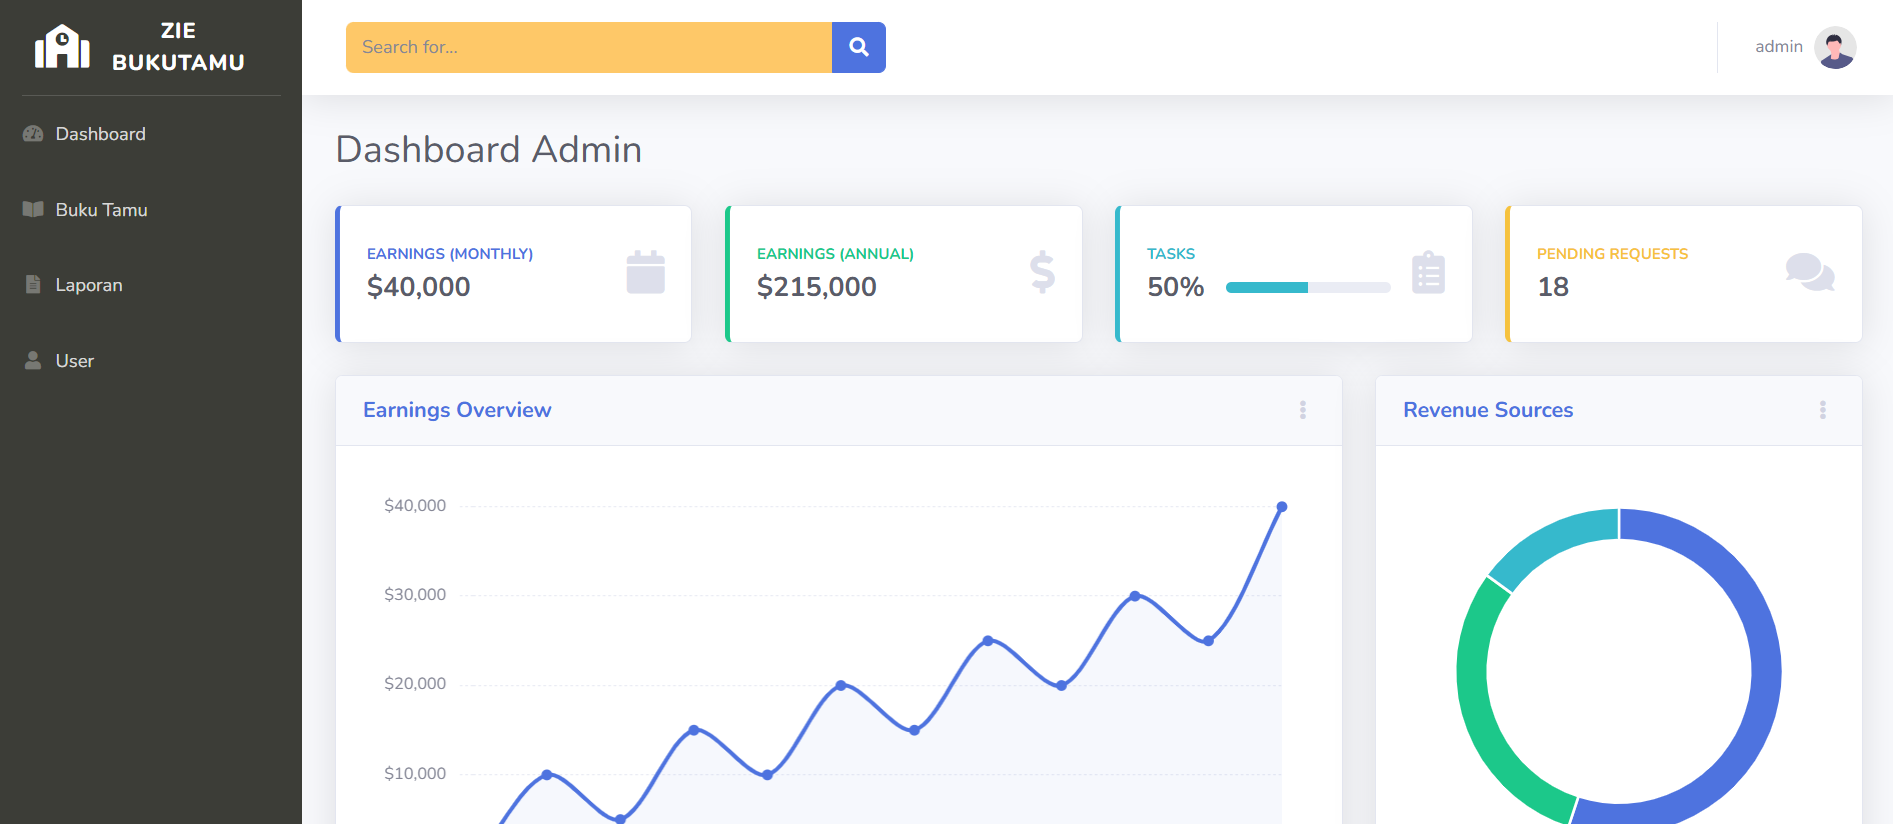 ZIE
BUKUTAMU
Dashboard
Buku Tamu
Laporan
User
Search for...
admin
Dashboard Admin
EARNINGS (MONTHLY)
$40,000
EARNINGS (ANNUAL)
$215,000
TASKS
50%
PENDING REQUESTS
18
Earnings Overview
$40,000
$30,000
$20,000
$10,000
Revenue Sources